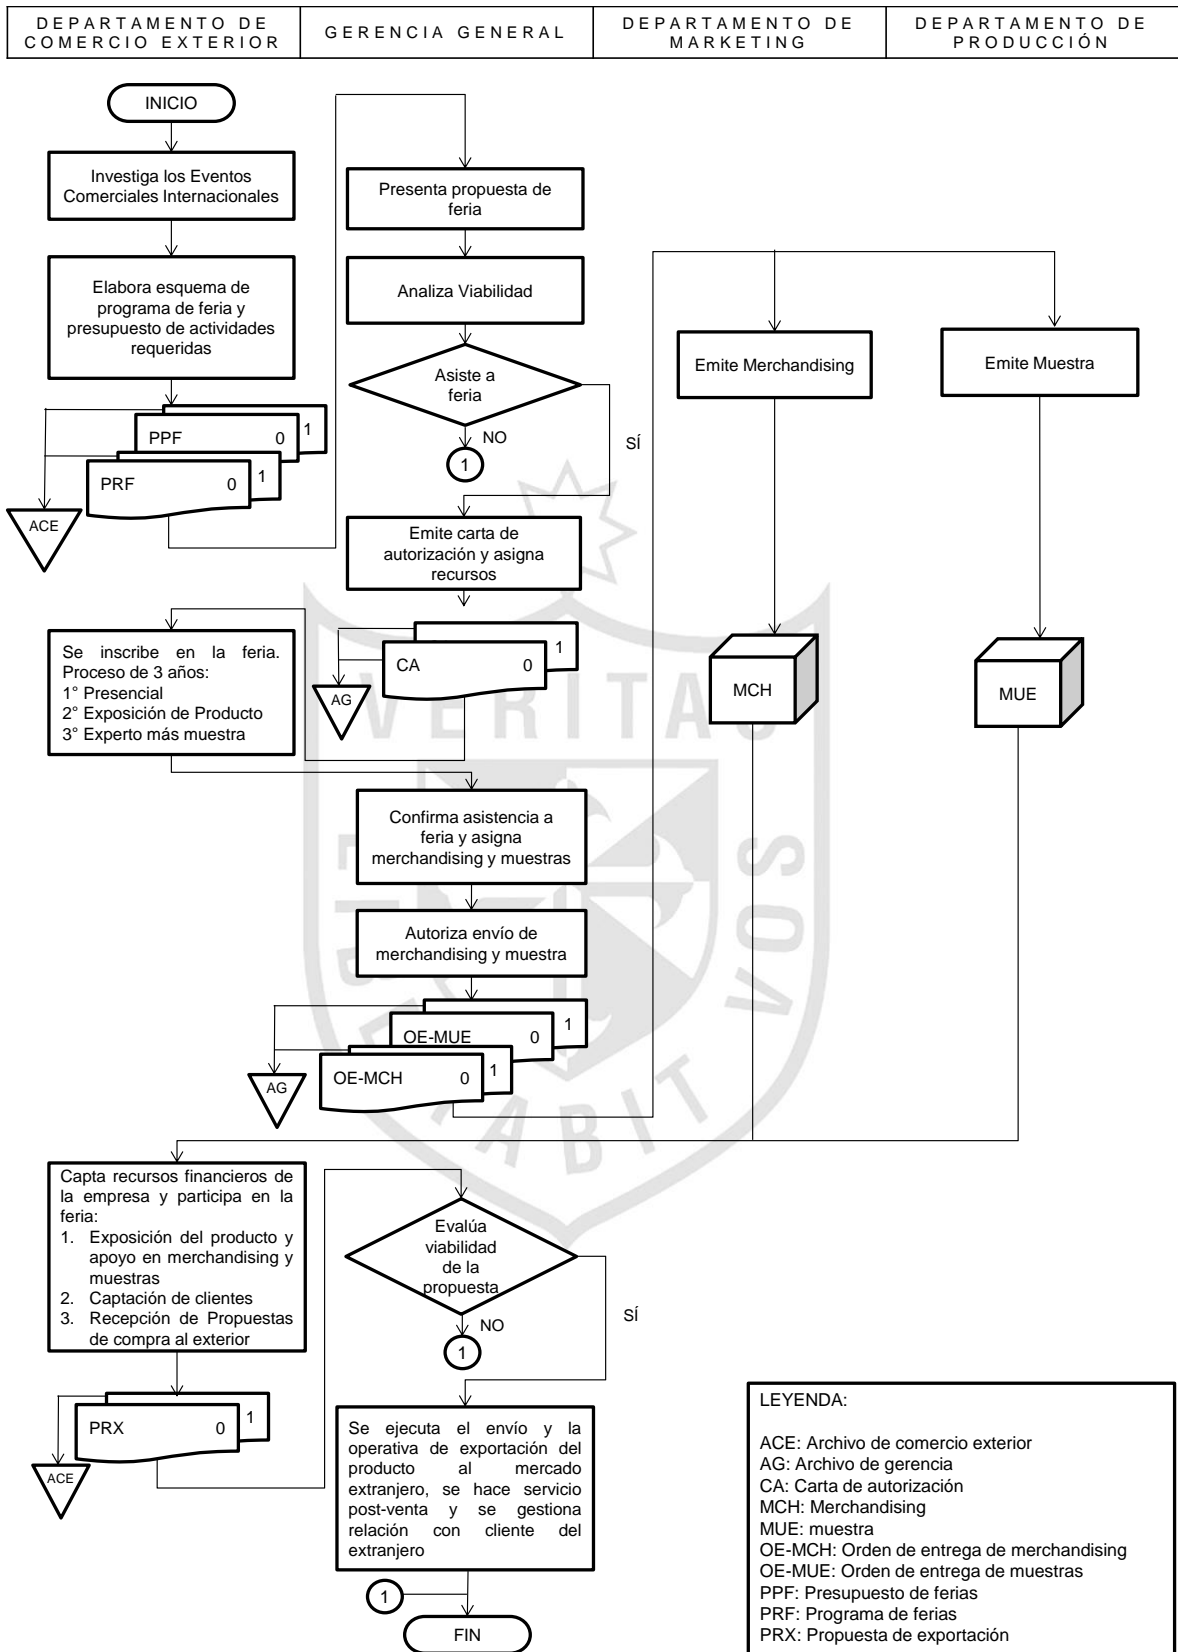 DEPARTAMENTO DE
COMERCIO EXTERIOR
GERENCIA GENERAL
DEPARTAMENTO DE
MARKETING
DEPARTAMENTO DE
PRODUCCIÓN
INICIO
Investiga los Eventos
Comerciales Internacionales
Elabora esquema de
programa de feria y
presupuesto de actividades
requeridas
PPF 0
1
PRF 0
1
ACE
Presenta propuesta de
feria
Analiza Viabilidad
Asiste a
feria
NO
1
SÍ
Emite carta de
autorización y asigna
recursos
CA 0
1
AG
Emite Merchandising
Emite Muestra
MCH
MUE
Se inscribe en la feria.
Proceso de 3 años:
1° Presencial
2° Exposición de Producto
3° Experto más muestra
Confirma asistencia a
feria y asigna
merchandising y muestras
Autoriza envío de
merchandising y muestra
OE-MUE 0
1
OE-MCH 0
1
AG
Capta recursos financieros de
la empresa y participa en la
feria:
1. Exposición del producto y
apoyo en merchandising y
muestras
2. Captación de clientes
3. Recepción de Propuestas
de compra al exterior
PRX 0
1
ACE
Evalúa
viabilidad
de la
propuesta
NO
1
SÍ
Se ejecuta el envío y la
operativa de exportación del
producto al mercado
extranjero, se hace servicio
post-venta y se gestiona
relación con cliente del
extranjero
1
FIN
LEYENDA:
ACE: Archivo de comercio exterior
AG: Archivo de gerencia
CA: Carta de autorización
MCH: Merchandising
MUE: muestra
OE-MCH: Orden de entrega de merchandising
OE-MUE: Orden de entrega de muestras
PPF: Presupuesto de ferias
PRF: Programa de ferias
PRX: Propuesta de exportación
VERITAS
LIBERABIT
VOS